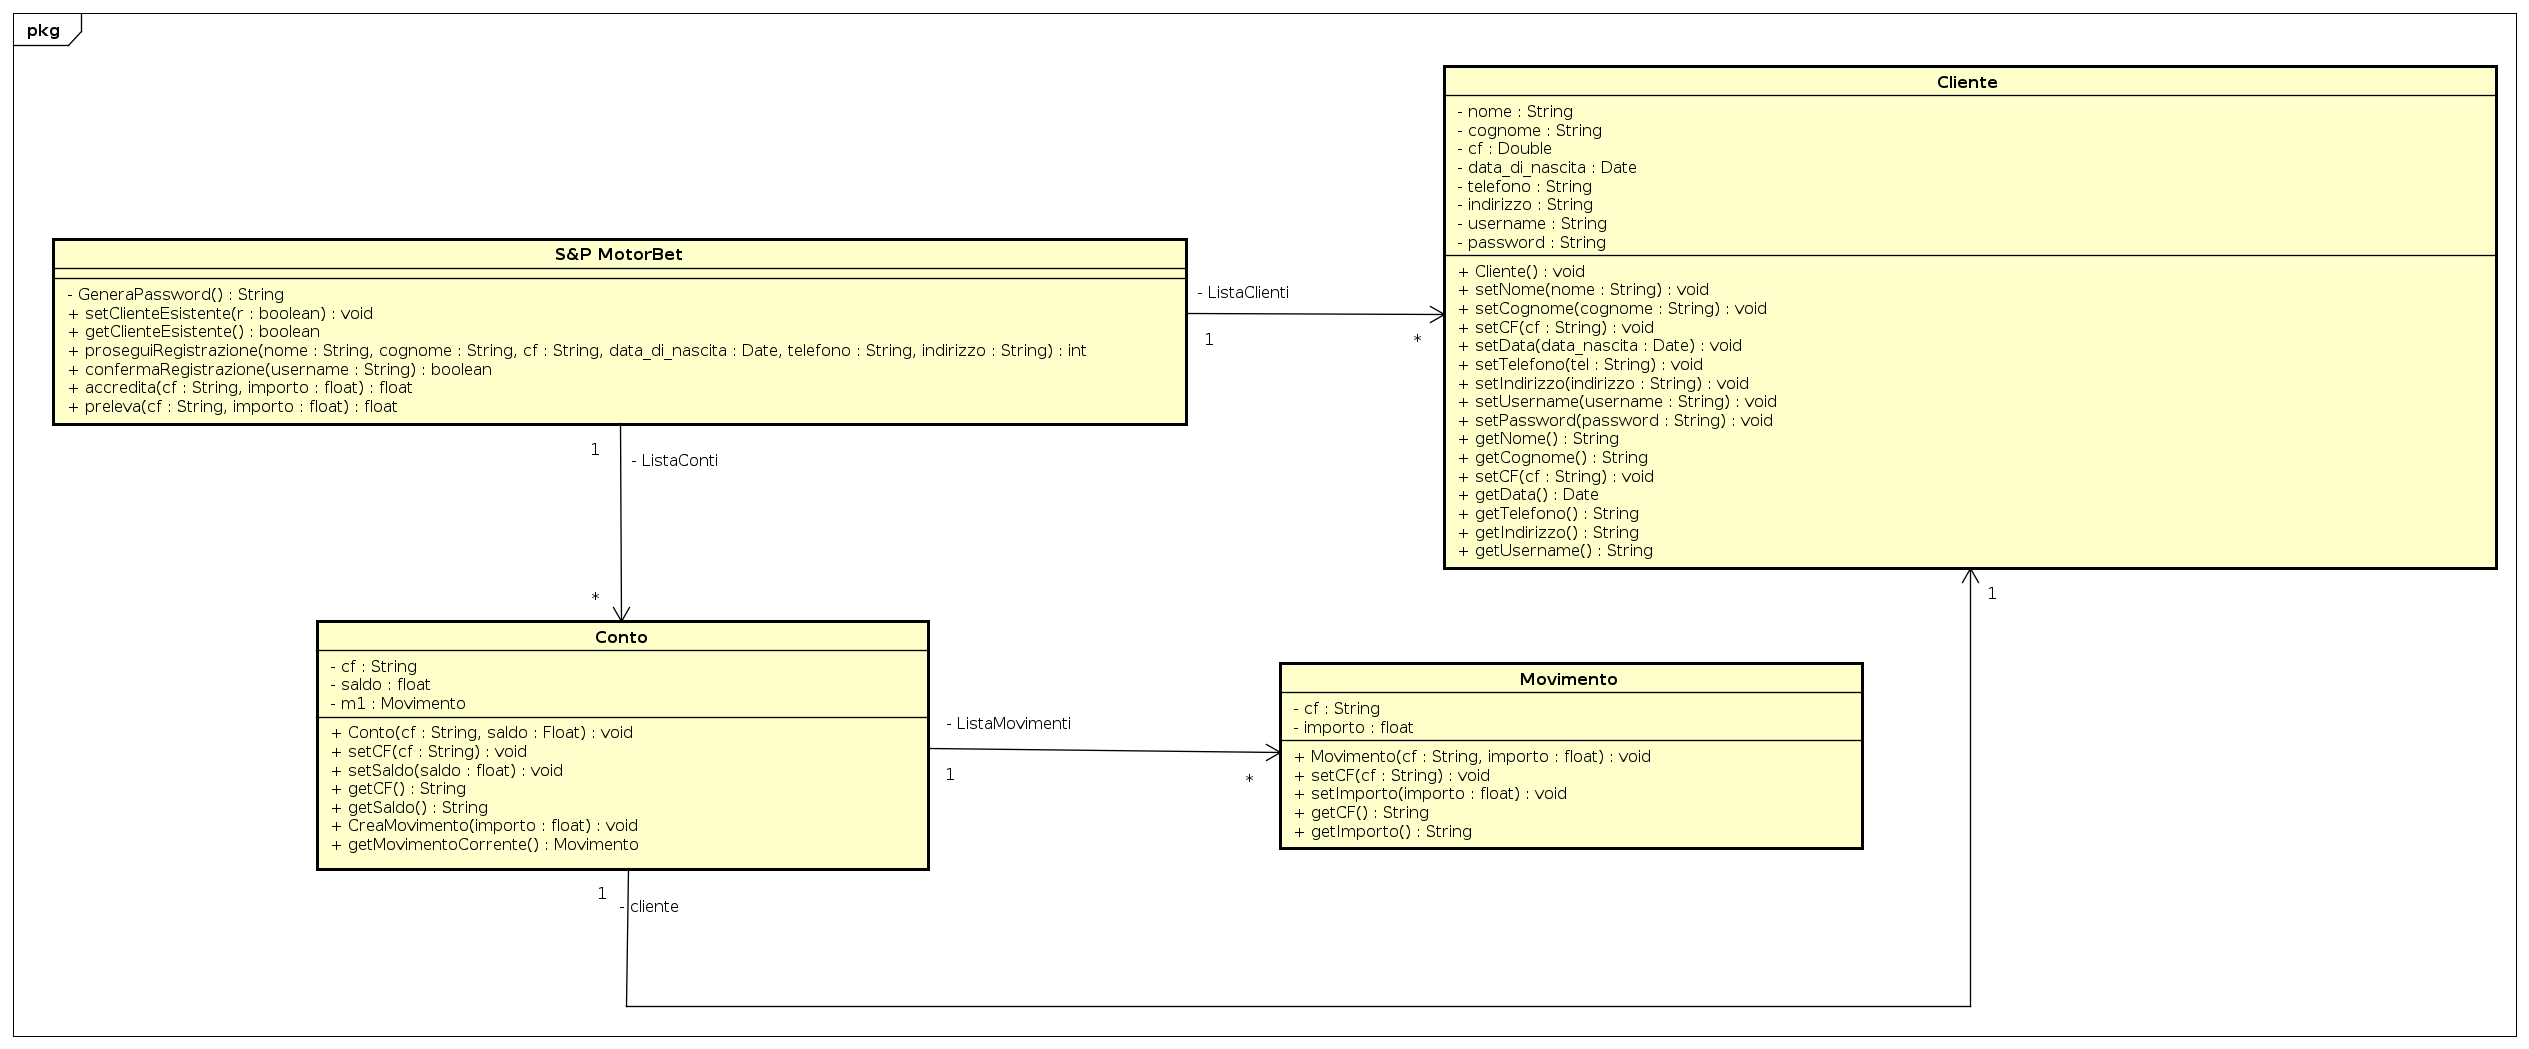 pkg
Cliente
- nome : String
- cognome : String
- cf : Double
- data_di_nascita : Date
- telefono : String
- indirizzo : String
- username : String
- password : String
+ Cliente() : void
+ setNome(nome : String) : void
+ setCognome(cognome : String) : void
+ setCF(cf : String) : void
+ setData(data_nascita : Date) : void
+ setTelefono(tel : String) : void
+ setIndirizzo(indirizzo : String) : void
+ setUsername(username : String) : void
+ setPassword(password : String) : void
+ getNome() : String
+ getCognome() : String
+ setCF(cf : String) : void
+ getData() : Date
+ getTelefono() : String
+ getIndirizzo() : String
+ getUsername() : String
S&P MotorBet
- GeneraPassword() : String
+ setClienteEsistente(r : boolean) : void
+ getClienteEsistente() : boolean
+ proseguiRegistrazione(nome : String, cognome : String, cf : String, data_di_nascita : Date, telefono : String, indirizzo : String) : int
+ confermaRegistrazione(username : String) : boolean
+ accredita(cf : String, importo : float) : float
+ preleva(cf : String, importo : float) : float
- ListaClienti
1
*
1
- ListaConti
*
1
Conto
- cf : String
- saldo : float
- m1 : Movimento
+ Conto(cf : String, saldo : Float) : void
+ setCF(cf : String) : void
+ setSaldo(saldo : float) : void
+ getCF() : String
+ getSaldo() : String
+ CreaMovimento(importo : float) : void
+ getMovimentoCorrente() : Movimento
- ListaMovimenti
1
*
Movimento
- cf : String
- importo : float
+ Movimento(cf : String, importo : float) : void
+ setCF(cf : String) : void
+ setImporto(importo : float) : void
+ getCF() : String
+ getImporto() : String
1
- cliente